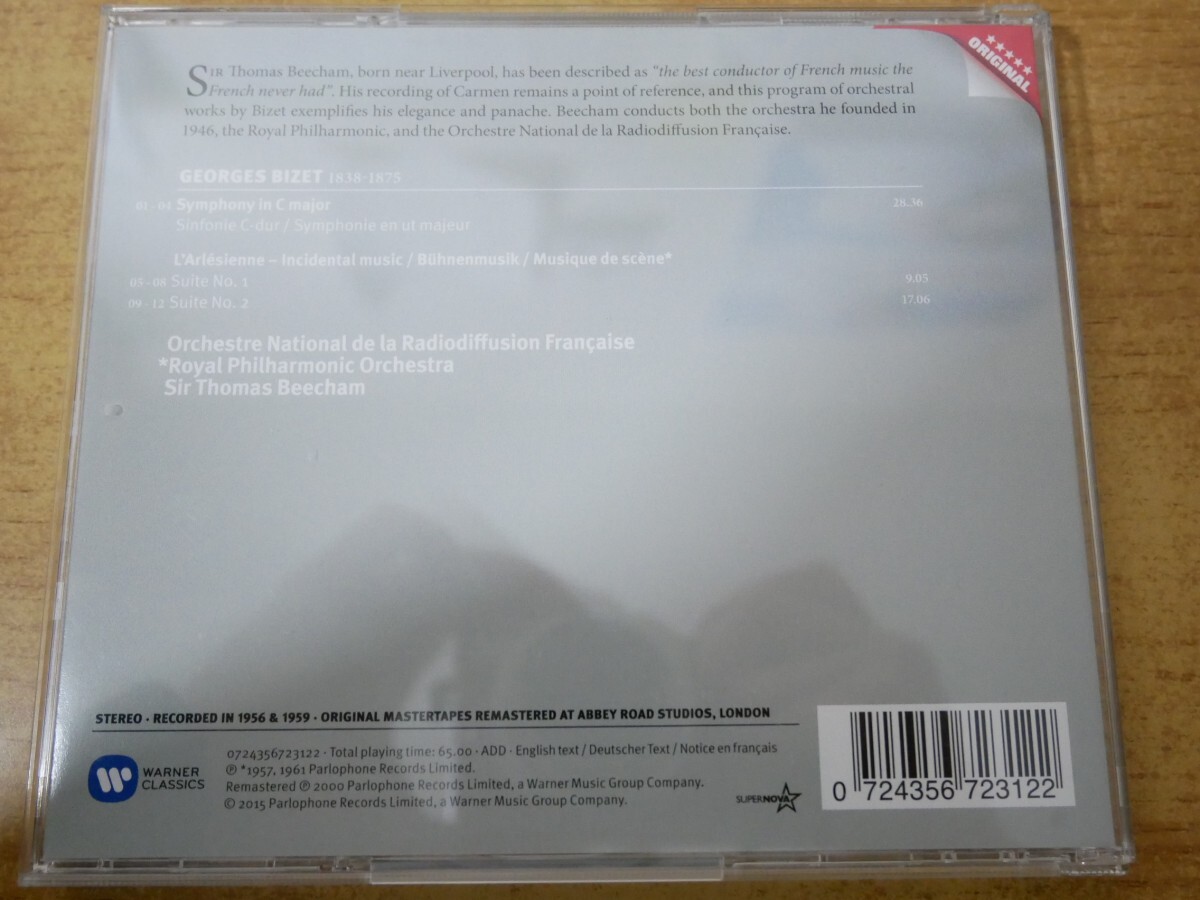 ★★★★★
ORIGINAL
SIR Thomas Beecham, born near Liverpool, has been described as "the best conductor of French music the
French never had". His recording of Carmen remains a point of reference, and this program of orchestral
works by Bizet exemplifies his elegance and panache. Beecham conducts both the orchestra he founded in
1946, the Royal Philharmonic, and the Orchestre National de la Radiodiffusion Française.
GEORGES BIZET 1838-1875
01 - 04 Symphony in C major 28.36
Sinfonie C-dur / Symphonie en ut majeur
L'Arlésienne – Incidental music / Bühnenmusik / Musique de scène*
05 - 08 Suite No. 1 9.05
09 - 12 Suite No. 2 17.06
Orchestre National de la Radiodiffusion Française
*Royal Philharmonic Orchestra
Sir Thomas Beecham
STEREO · RECORDED IN 1956 & 1959 · ORIGINAL MASTERTAPES REMASTERED AT ABBEY ROAD STUDIOS, LONDON
WARNER
CLASSICS
0724356723122 · Total playing time: 65.00 · ADD · English text / Deutscher Text / Notice en français
℗ *1957, 1961 Parlophone Records Limited.
Remastered ℗ 2000 Parlophone Records Limited, a Warner Music Group Company.
© 2015 Parlophone Records Limited, a Warner Music Group Company.
SUPERNOVA
0 724356 723122